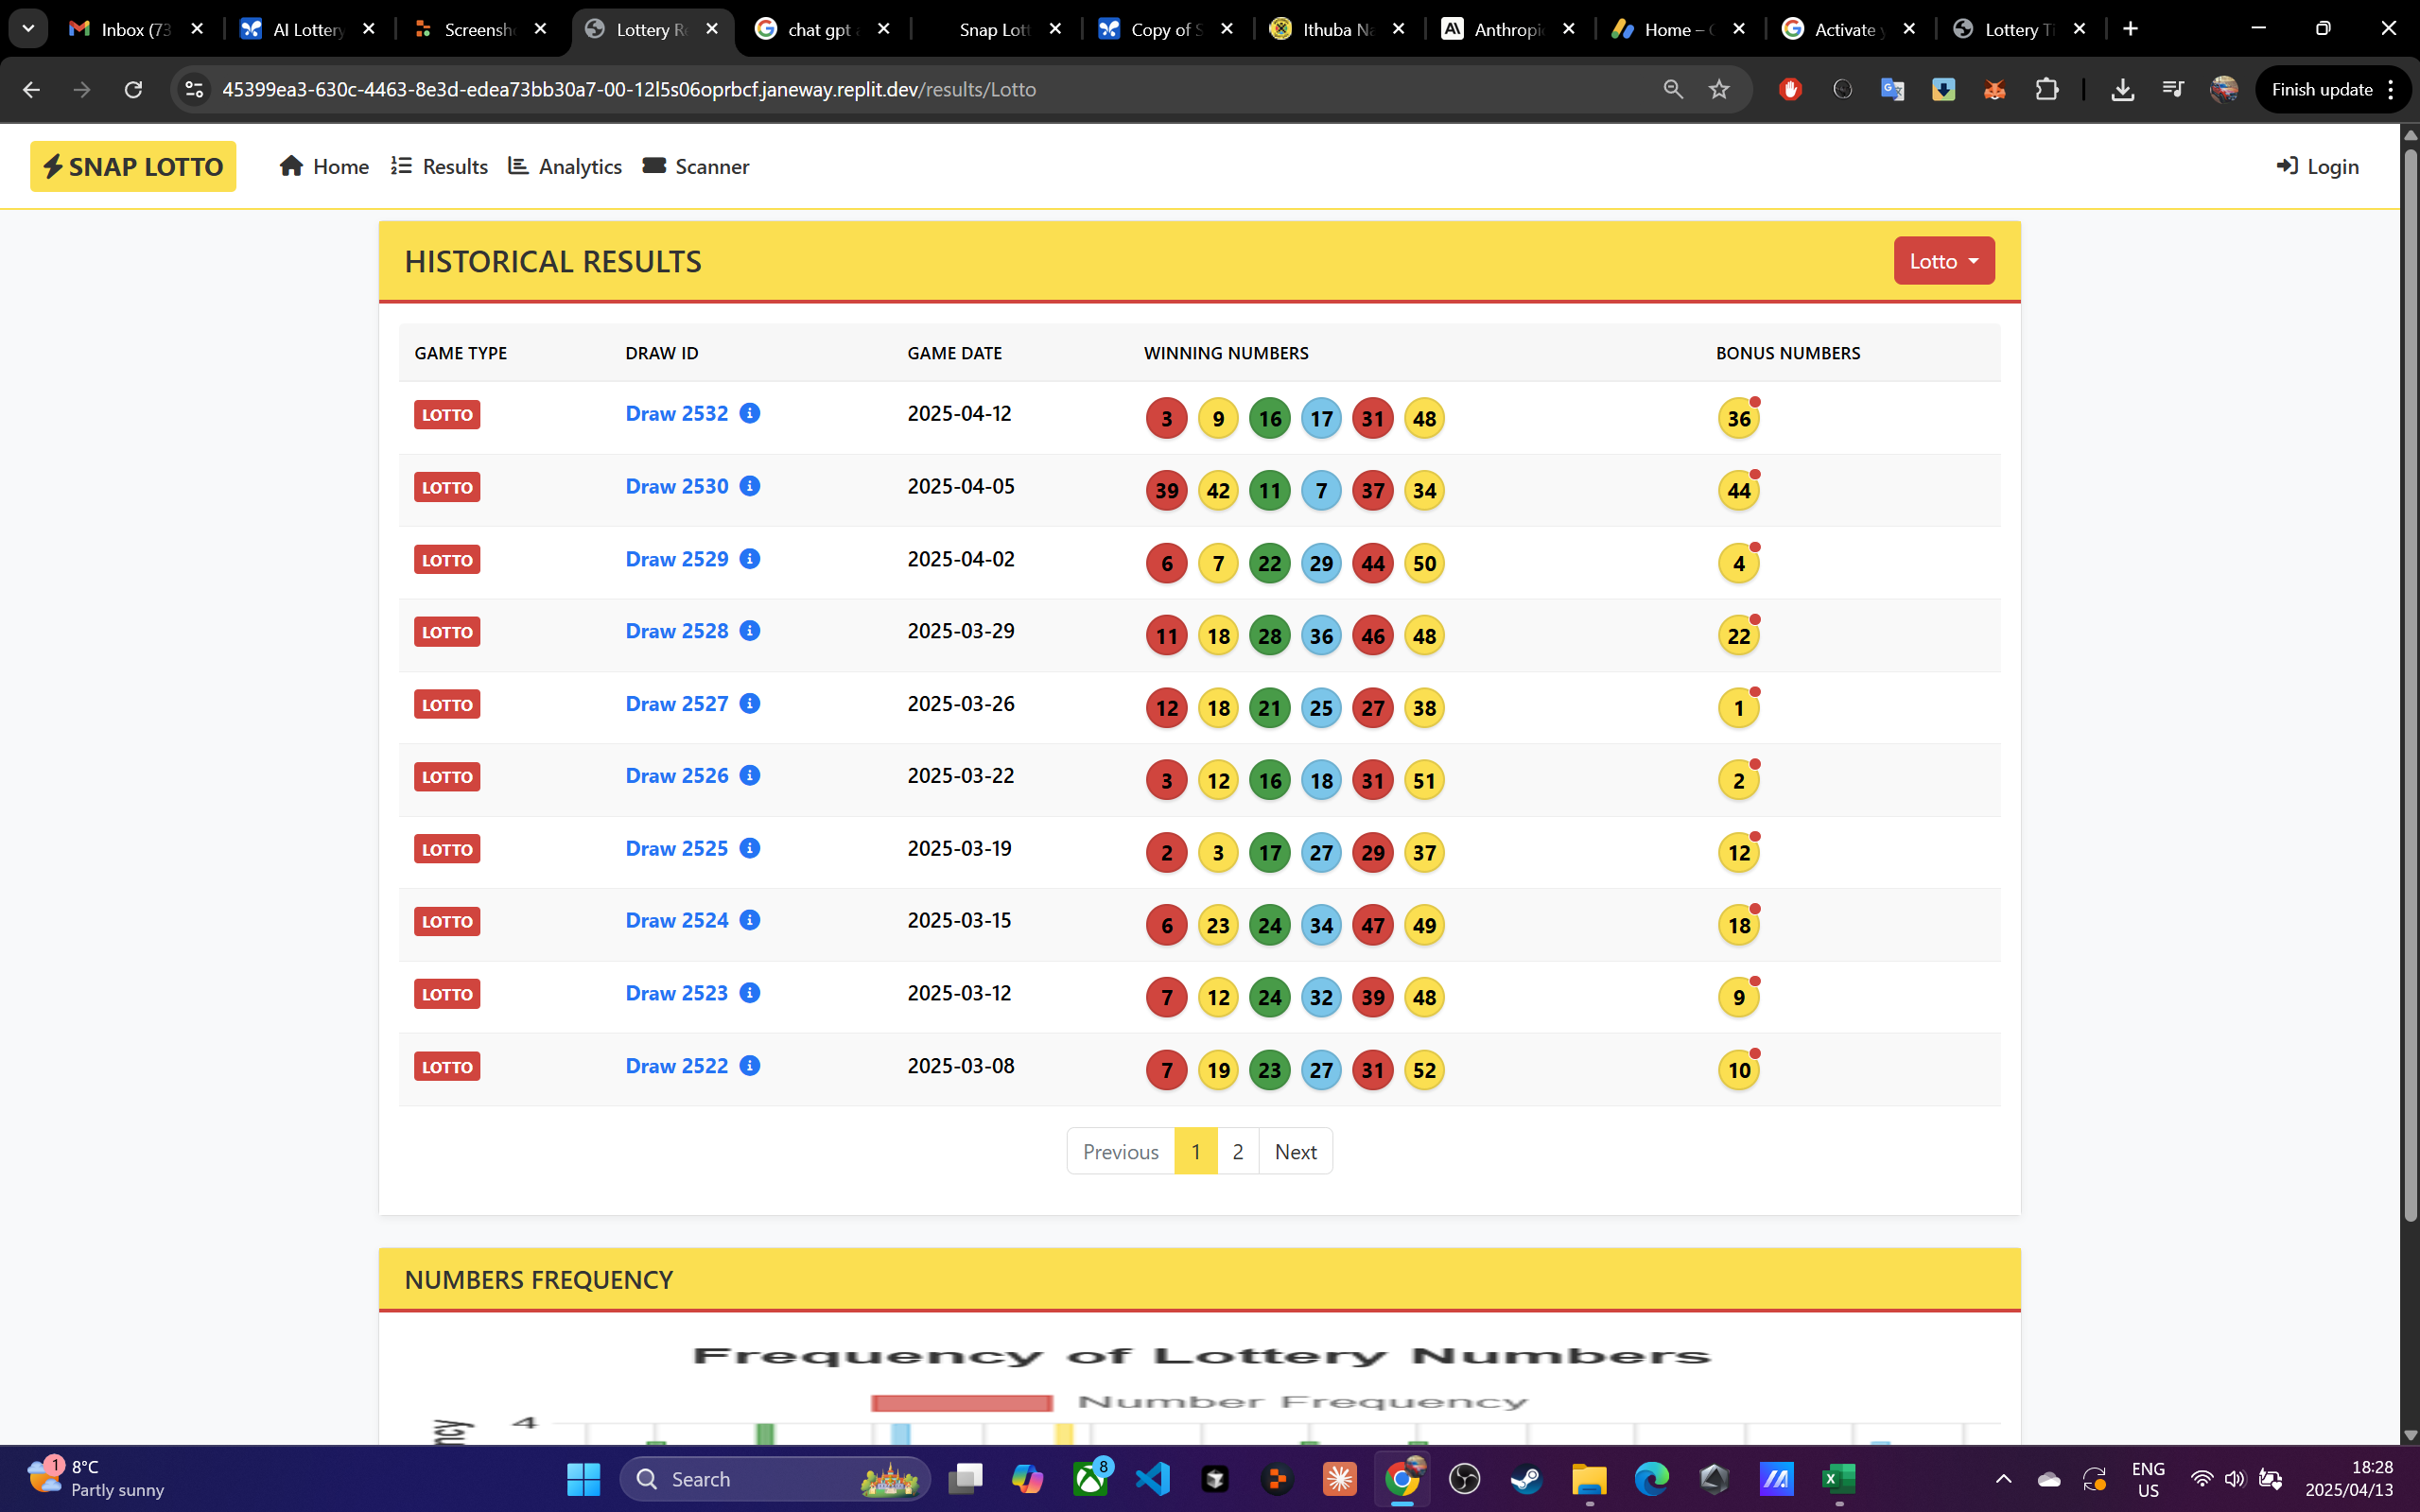 Inbox (73
AI Lottery
Screensh
Lottery Re
chat gpt
Snap Lott
Copy of S
Ithuba Na
Anthropic
Home –
Activate y
Lottery Ti
45399ea3-630c-4463-8e3d-edea73bb30a7-00-12l5s06oprbcf.janeway.replit.dev/results/Lotto
Finish update
SNAP LOTTO
Home
Results
Analytics
Scanner
Login
HISTORICAL RESULTS
Lotto
GAME TYPE DRAW ID GAME DATE WINNING NUMBERS BONUS NUMBERS
LOTTO Draw 2532 2025-04-12 3 9 16 17 31 48 36
LOTTO Draw 2530 2025-04-05 39 42 11 7 37 34 44
LOTTO Draw 2529 2025-04-02 6 7 22 29 44 50 4
LOTTO Draw 2528 2025-03-29 11 18 28 36 46 48 22
LOTTO Draw 2527 2025-03-26 12 18 21 25 27 38 1
LOTTO Draw 2526 2025-03-22 3 12 16 18 31 51 2
LOTTO Draw 2525 2025-03-19 2 3 17 27 29 37 12
LOTTO Draw 2524 2025-03-15 6 23 24 34 47 49 18
LOTTO Draw 2523 2025-03-12 7 12 24 32 39 48 9
LOTTO Draw 2522 2025-03-08 7 19 23 27 31 52 10
Previous 1 2 Next
NUMBERS FREQUENCY
Frequency of Lottery Numbers
Number Frequency
4
1
8°C
Partly sunny
Search
8
ENG
US
18:28
2025/04/13